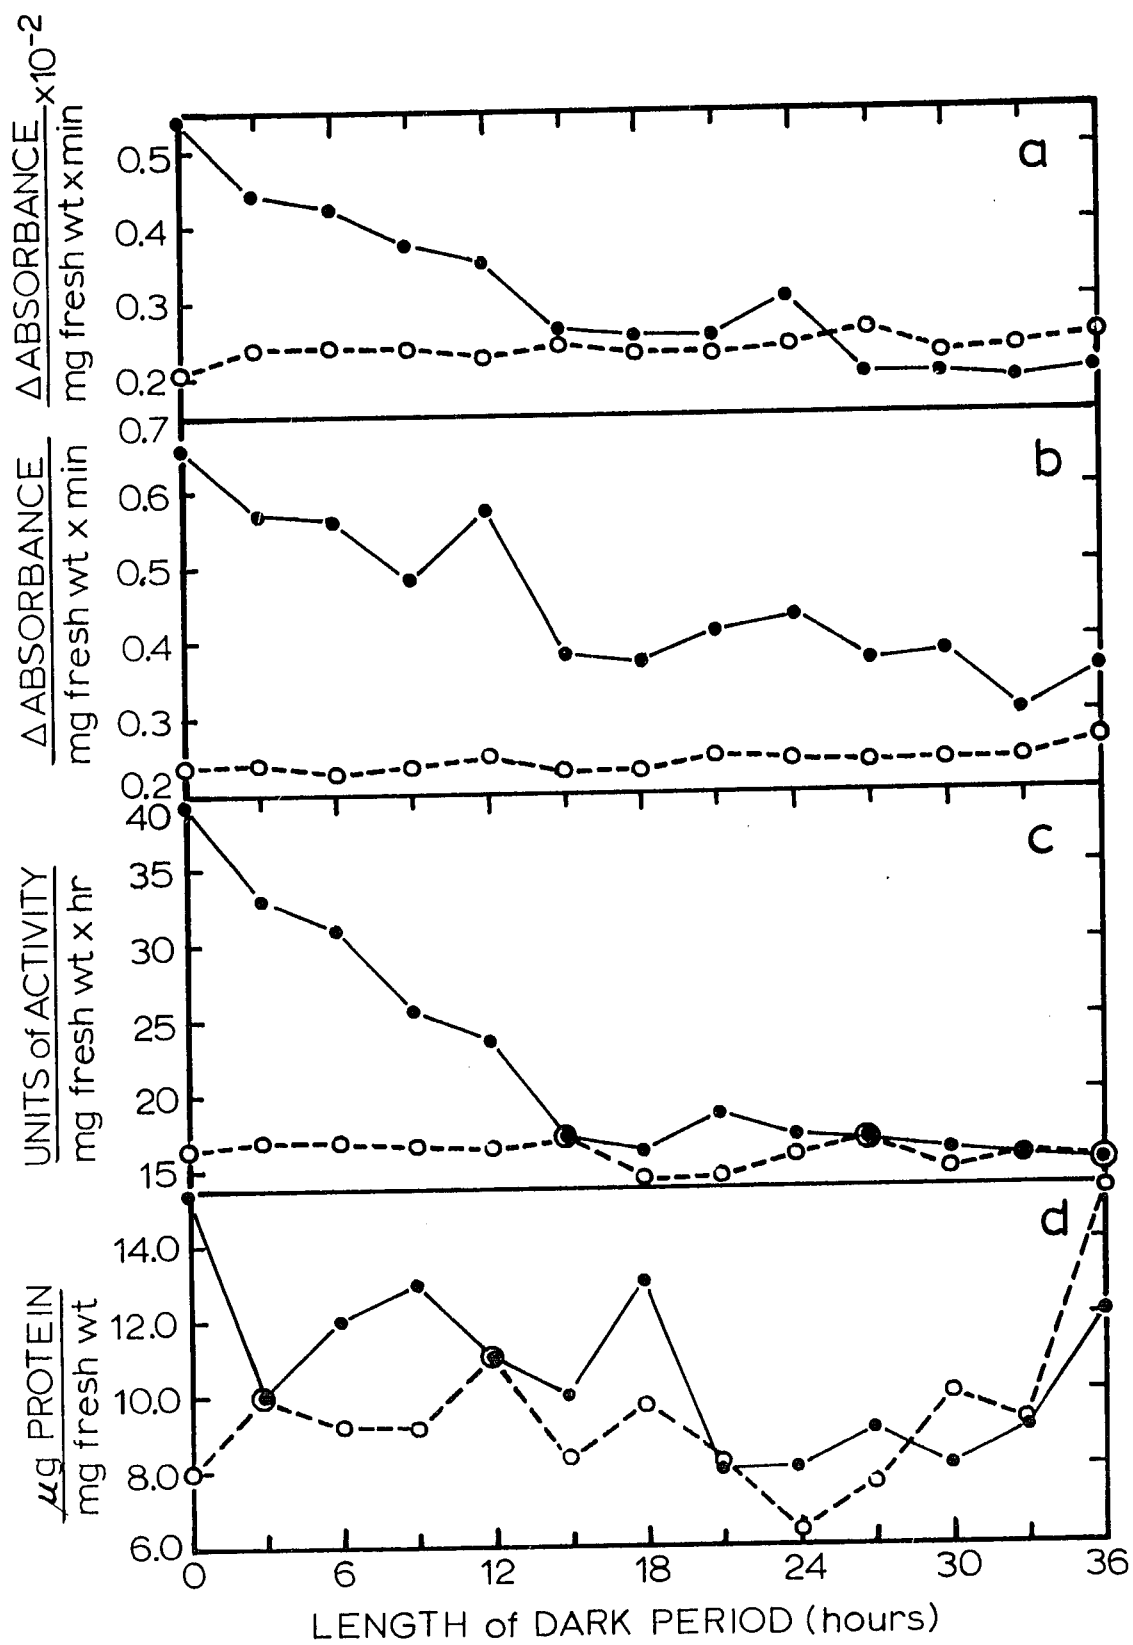 ΔABSORBANCE x10-2
mg fresh wt x min
a
0.5
0.4
0.3
0.2
ΔABSORBANCE
mg fresh wt x min
b
0.7
0.6
0.5
0.4
0.3
0.2
UNITS of ACTIVITY
mg fresh wt x hr
c
40
35
30
25
20
15
μg PROTEIN
mg fresh wt
d
14.0
12.0
10.0
8.0
6.0
0 6 12 18 24 30 36
LENGTH of DARK PERIOD (hours)